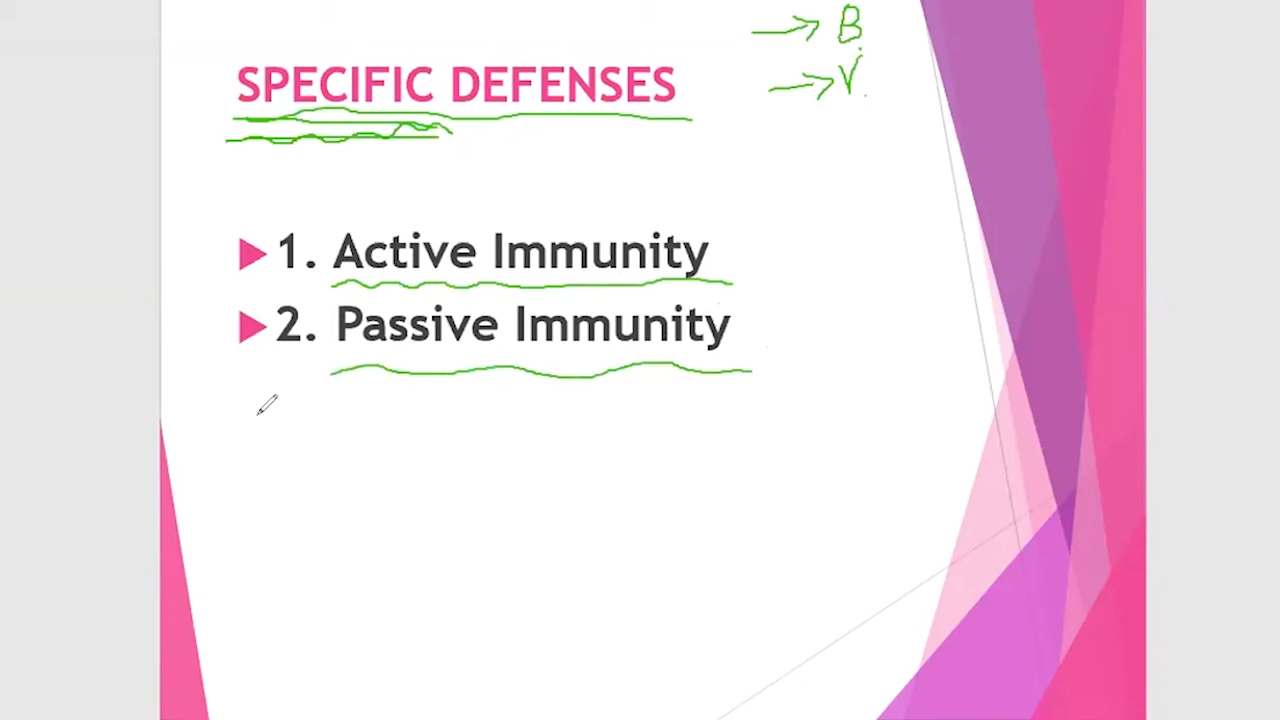 → B
SPECIFIC DEFENSES
→ V
1. Active Immunity
2. Passive Immunity